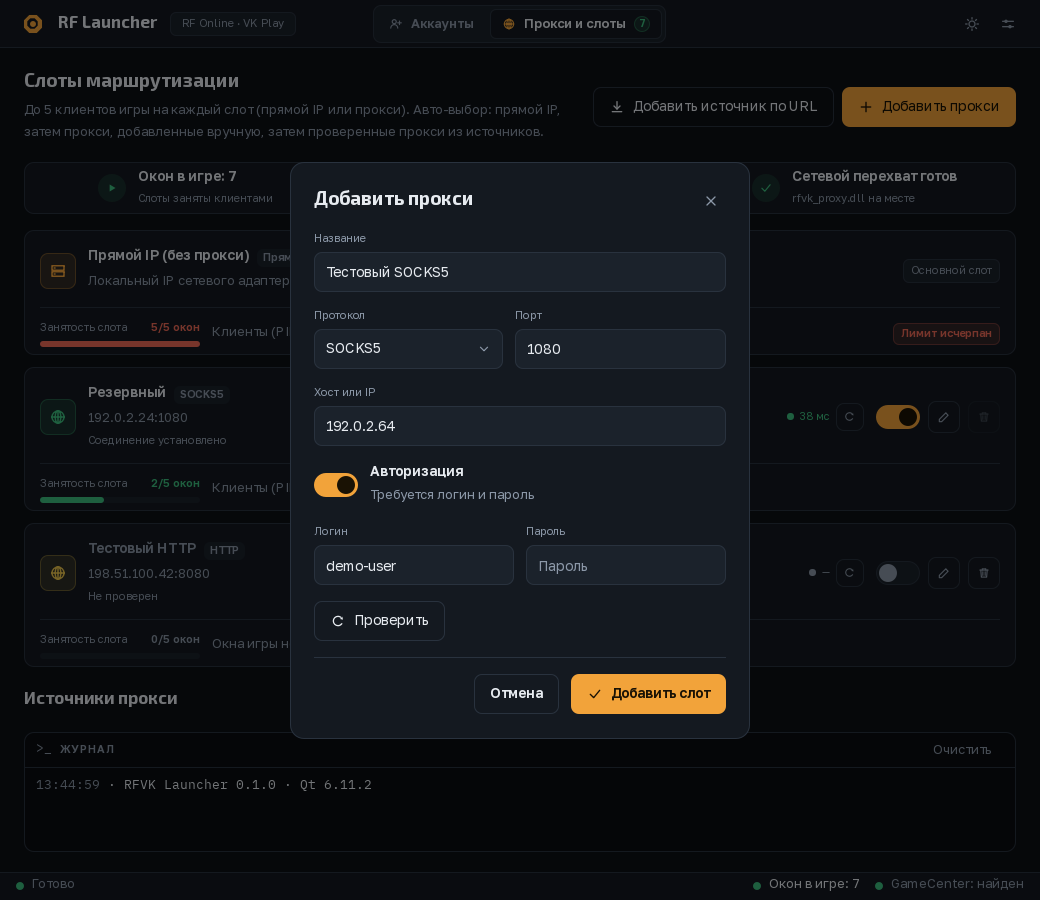 RF Launcher
RF Online · VK Play
Аккаунты
Прокси и слоты 7
Слоты маршрутизации
До 5 клиентов игры на каждый слот (прямой IP или прокси). Авто-выбор: прямой IP,
затем прокси, добавленные вручную, затем проверенные прокси из источников.
Добавить источник по URL
Добавить прокси
Окон в игре: 7
Слоты заняты клиентами
Сетевой перехват готов
rfvk_proxy.dll на месте
Прямой IP (без прокси)
Локальный IP сетевого
Основной слот
Занятость слота 5/5 окон
Клиенты
Лимит исчерпан
Резервный SOCKS5
192.0.2.24:1080
Соединение установлено
38 мс
Занятость слота 2/5 окон
Клиенты
Тестовый HTTP HTTP
198.51.100.42:8080
Не проверен
—
Занятость слота 0/5 окон
Окна игры
Добавить прокси
Название
Тестовый SOCKS5
Протокол
Порт
SOCKS5
1080
Хост или IP
192.0.2.64
Авторизация
Требуется логин и пароль
Логин
Пароль
demo-user
Пароль
Проверить
Отмена
Добавить слот
Источники прокси
>_ ЖУРНАЛ
Очистить
13:44:59 · RFVK Launcher 0.1.0 · Qt 6.11.2
Готово
Окон в игре: 7
GameCenter: найден